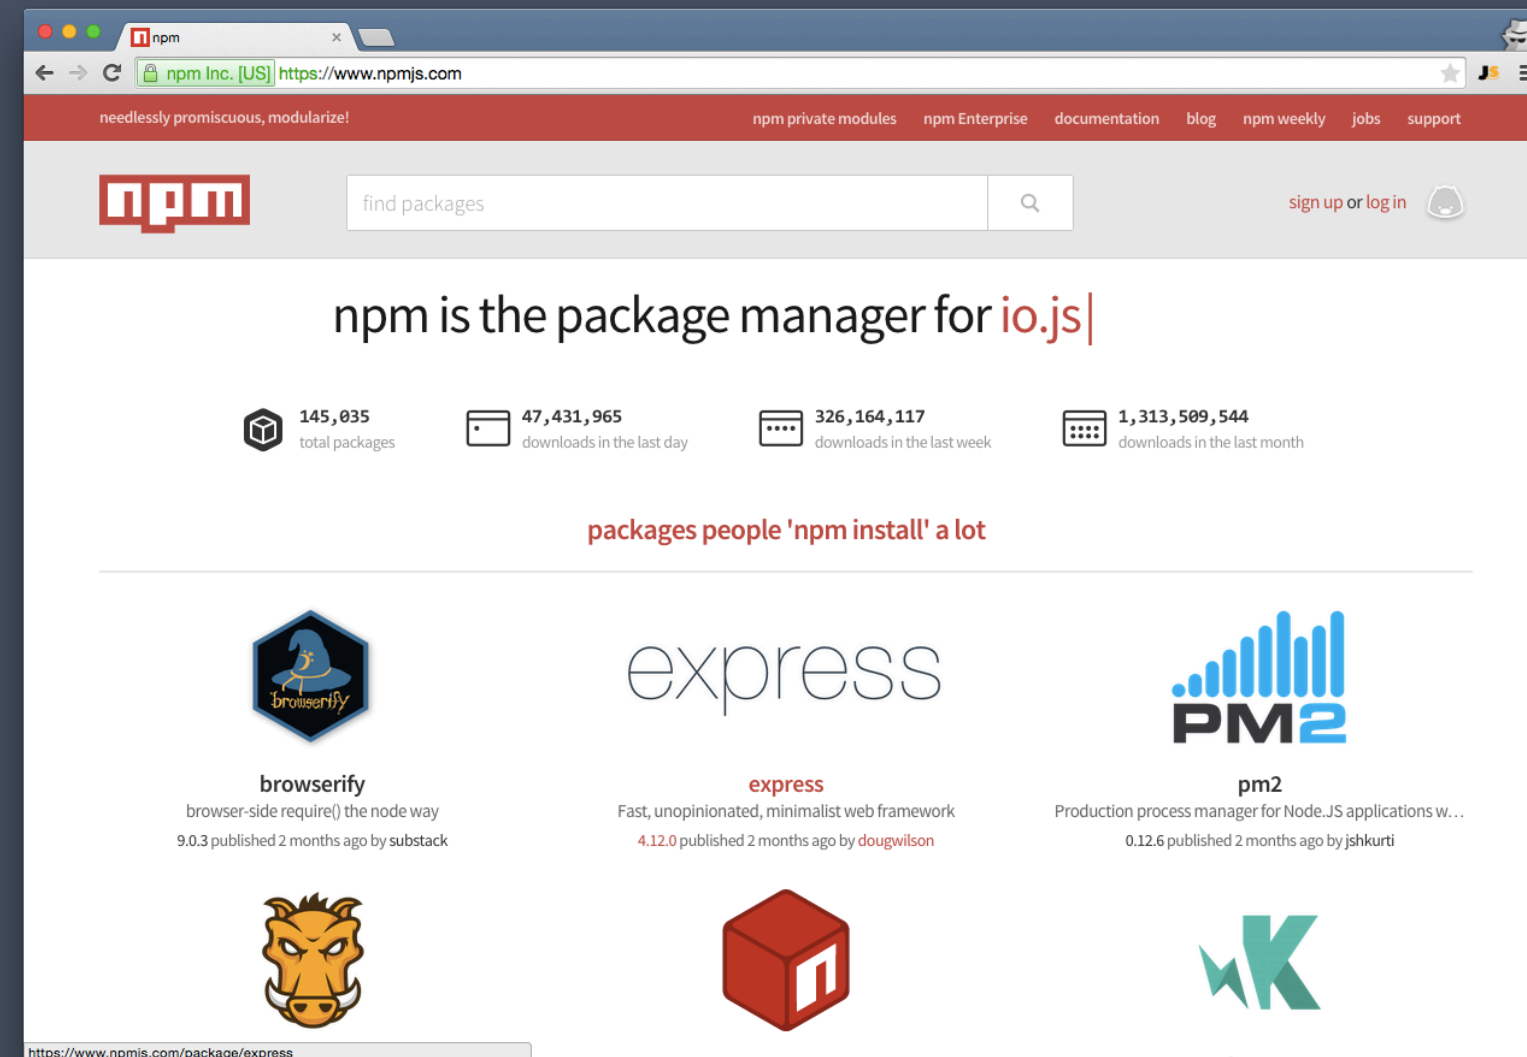 npm
npm Inc. [US] https://www.npmjs.com
JS
needlessly promiscuous, modularize!
npm private modules npm Enterprise documentation blog npm weekly jobs support
npm
find packages
sign up or log in
npm is the package manager for io.js
145,035
total packages
47,431,965
downloads in the last day
326,164,117
downloads in the last week
1,313,509,544
downloads in the last month
packages people 'npm install' a lot
browserify
express
PM2
browserify
browser-side require() the node way
9.0.3 published 2 months ago by substack
express
Fast, unopinionated, minimalist web framework
4.12.0 published 2 months ago by dougwilson
pm2
Production process manager for Node.JS applications w…
0.12.6 published 2 months ago by jshkurti
n
K
https://www.npmjs.com/package/express